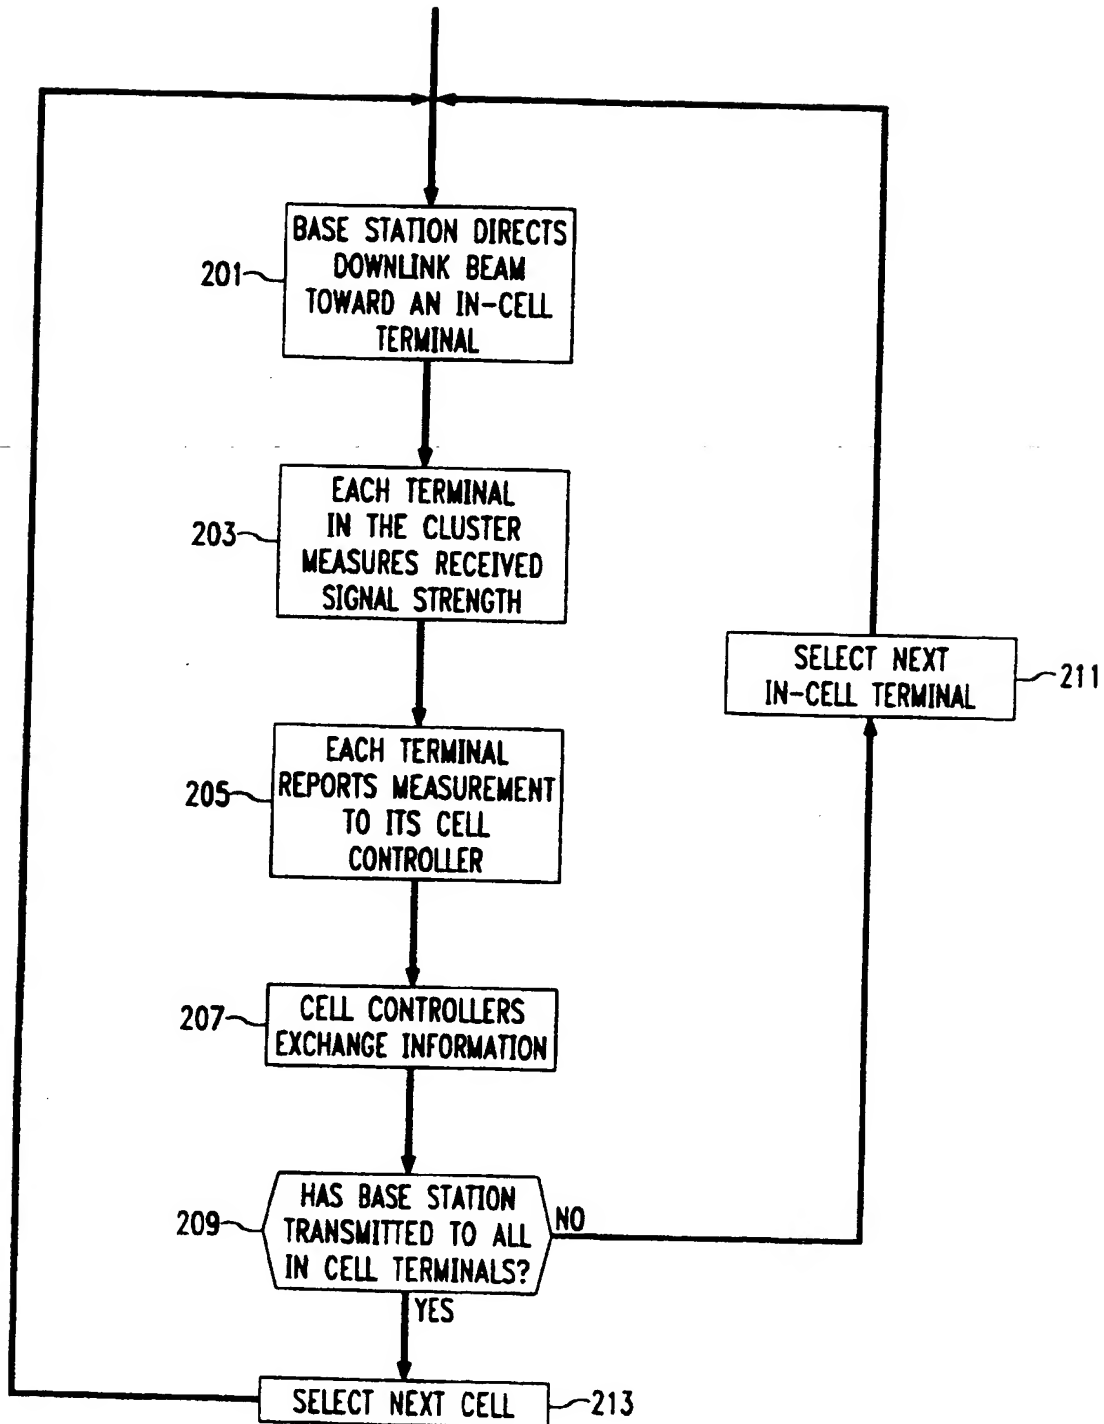 BASE STATION DIRECTS
DOWNLINK BEAM
TOWARD AN IN-CELL
TERMINAL
201
EACH TERMINAL
IN THE CLUSTER
MEASURES RECEIVED
SIGNAL STRENGTH
203
SELECT NEXT
IN-CELL TERMINAL
211
EACH TERMINAL
REPORTS MEASUREMENT
TO ITS CELL
CONTROLLER
205
CELL CONTROLLERS
EXCHANGE INFORMATION
207
HAS BASE STATION
TRANSMITTED TO ALL
IN CELL TERMINALS?
209
NO
YES
SELECT NEXT CELL
213